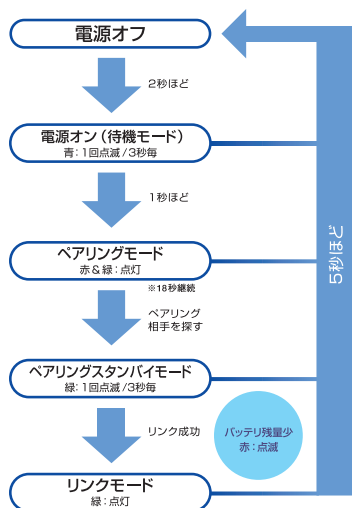 電源オフ
2秒ほど
電源オン(待機モード)
青:1回点滅/3秒毎
1秒ほど
ペアリングモード
赤&緑:点灯
※18秒継続
ペアリング
相手を探す
ペアリングスタンバイモード
緑:1回点滅/3秒毎
リンク成功
バッテリ残量少
赤:点滅
リンクモード
緑:点灯
5秒ほど